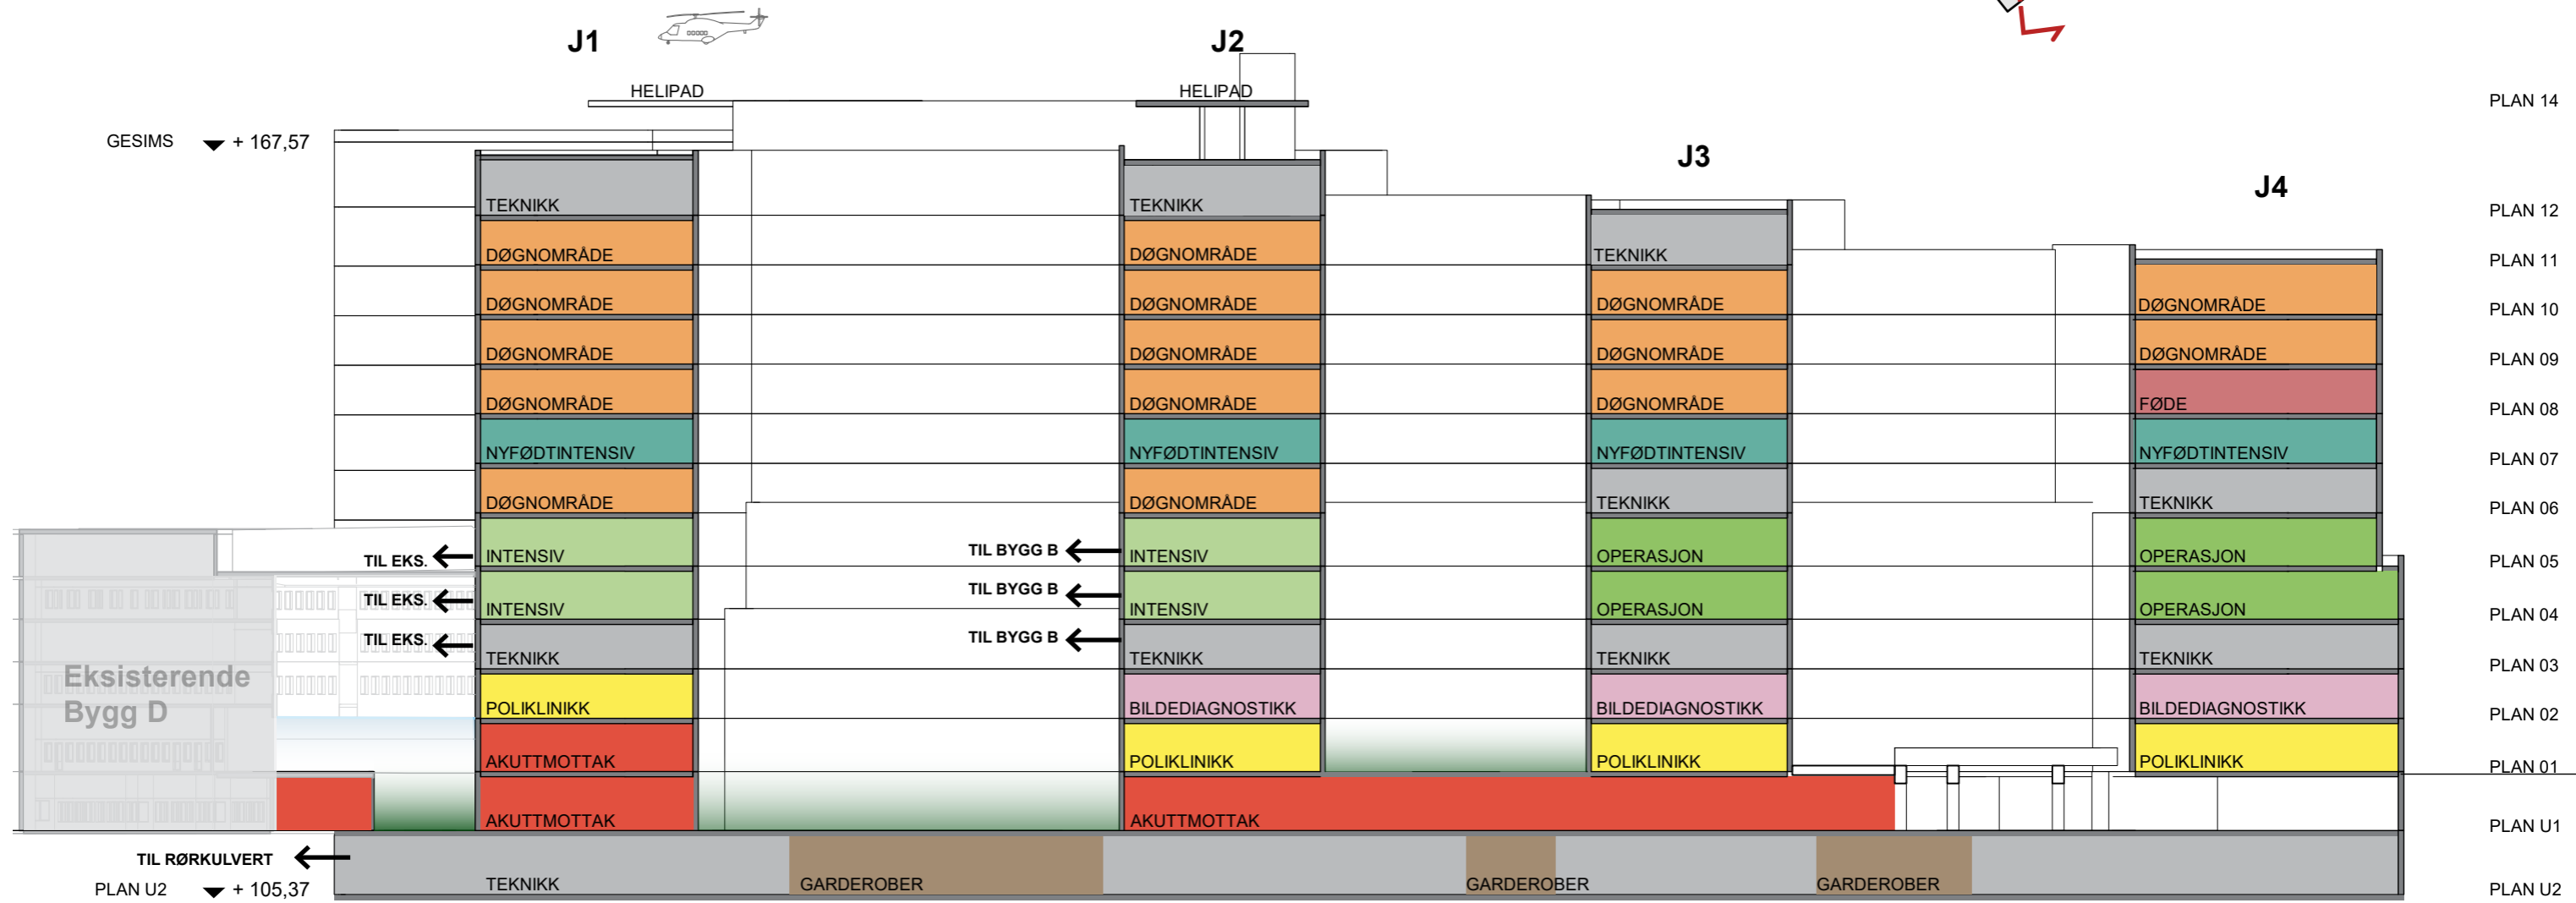 J1
J2
HELIPAD
HELIPAD
PLAN 14
GESIMS + 167,57
J3
J4
TEKNIKK
TEKNIKK
PLAN 12
DØGNOMRÅDE
DØGNOMRÅDE
TEKNIKK
PLAN 11
DØGNOMRÅDE
DØGNOMRÅDE
DØGNOMRÅDE
DØGNOMRÅDE
PLAN 10
DØGNOMRÅDE
DØGNOMRÅDE
DØGNOMRÅDE
DØGNOMRÅDE
PLAN 09
DØGNOMRÅDE
DØGNOMRÅDE
DØGNOMRÅDE
FØDE
PLAN 08
NYFØDTINTENSIV
NYFØDTINTENSIV
NYFØDTINTENSIV
NYFØDTINTENSIV
PLAN 07
DØGNOMRÅDE
DØGNOMRÅDE
TEKNIKK
TEKNIKK
PLAN 06
TIL EKS.
INTENSIV
TIL BYGG B
INTENSIV
OPERASJON
OPERASJON
PLAN 05
TIL EKS.
INTENSIV
TIL BYGG B
INTENSIV
OPERASJON
OPERASJON
PLAN 04
TIL EKS.
TEKNIKK
TIL BYGG B
TEKNIKK
TEKNIKK
TEKNIKK
PLAN 03
Eksisterende
Bygg D
POLIKLINIKK
BILDEDIAGNOSTIKK
BILDEDIAGNOSTIKK
BILDEDIAGNOSTIKK
PLAN 02
AKUTTMOTTAK
POLIKLINIKK
POLIKLINIKK
POLIKLINIKK
PLAN 01
AKUTTMOTTAK
AKUTTMOTTAK
PLAN U1
TIL RØRKULVERT
PLAN U2 + 105,37
TEKNIKK
GARDEROBER
GARDEROBER
GARDEROBER
PLAN U2